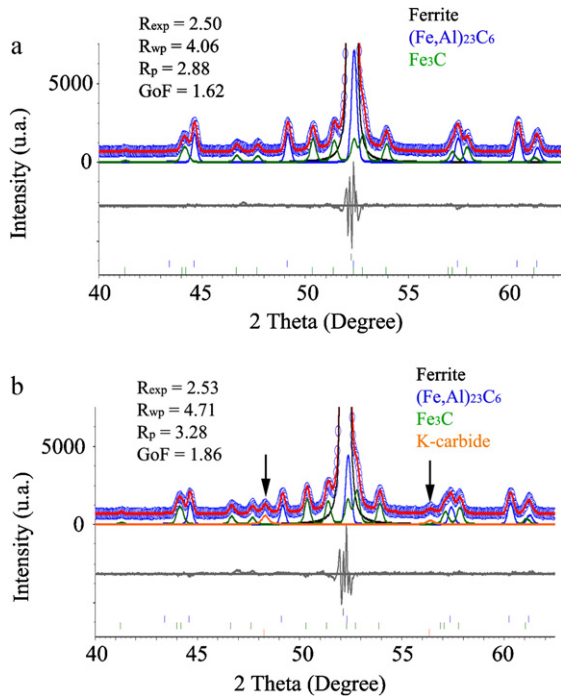 a
Rexp = 2.50
Rwp = 4.06
Rp = 2.88
GoF = 1.62
Ferrite
(Fe,Al)23C6
Fe3C
5000
0
Intensity (u.a.)
40 45 50 55 60
2 Theta (Degree)
b
Rexp = 2.53
Rwp = 4.71
Rp = 3.28
GoF = 1.86
Ferrite
(Fe,Al)23C6
Fe3C
K-carbide
5000
0
Intensity (u.a.)
40 45 50 55 60
2 Theta (Degree)